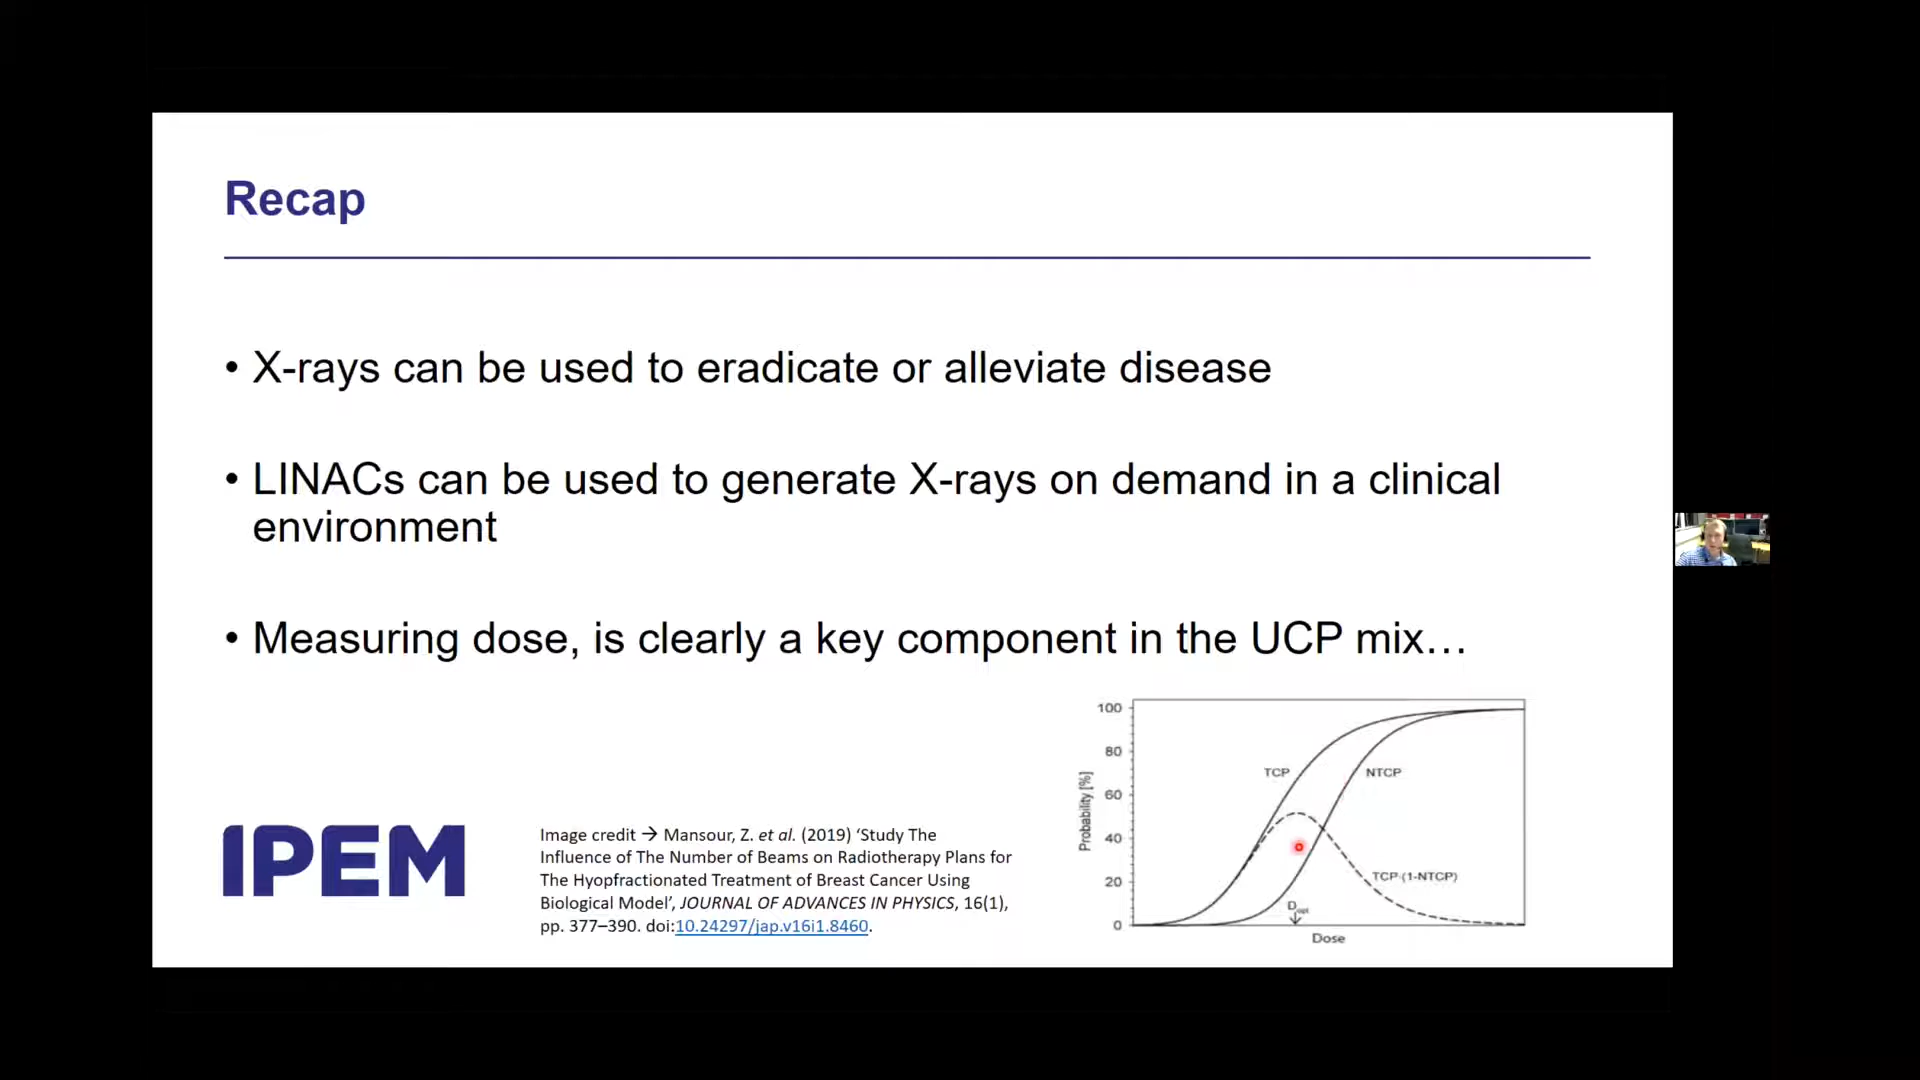 Recap
• X-rays can be used to eradicate or alleviate disease
• LINACs can be used to generate X-rays on demand in a clinical
environment
• Measuring dose, is clearly a key component in the UCP mix…
IPEM
Image credit → Mansour, Z. et al. (2019) ‘Study The
Influence of The Number of Beams on Radiotherapy Plans for
The Hyopfractionated Treatment of Breast Cancer Using
Biological Model’, JOURNAL OF ADVANCES IN PHYSICS, 16(1),
pp. 377–390. doi:10.24297/jap.v16i1.8460.
Probability [%]
100
80
60
40
20
0
TCP
NTCP
TCP·(1-NTCP)
Dopt
Dose